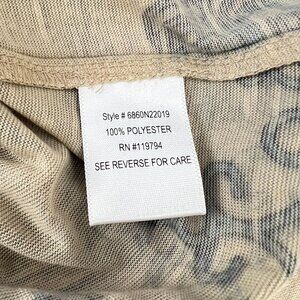 Style # 6860N22019
100% POLYESTER
RN #119794
SEE REVERSE FOR CARE